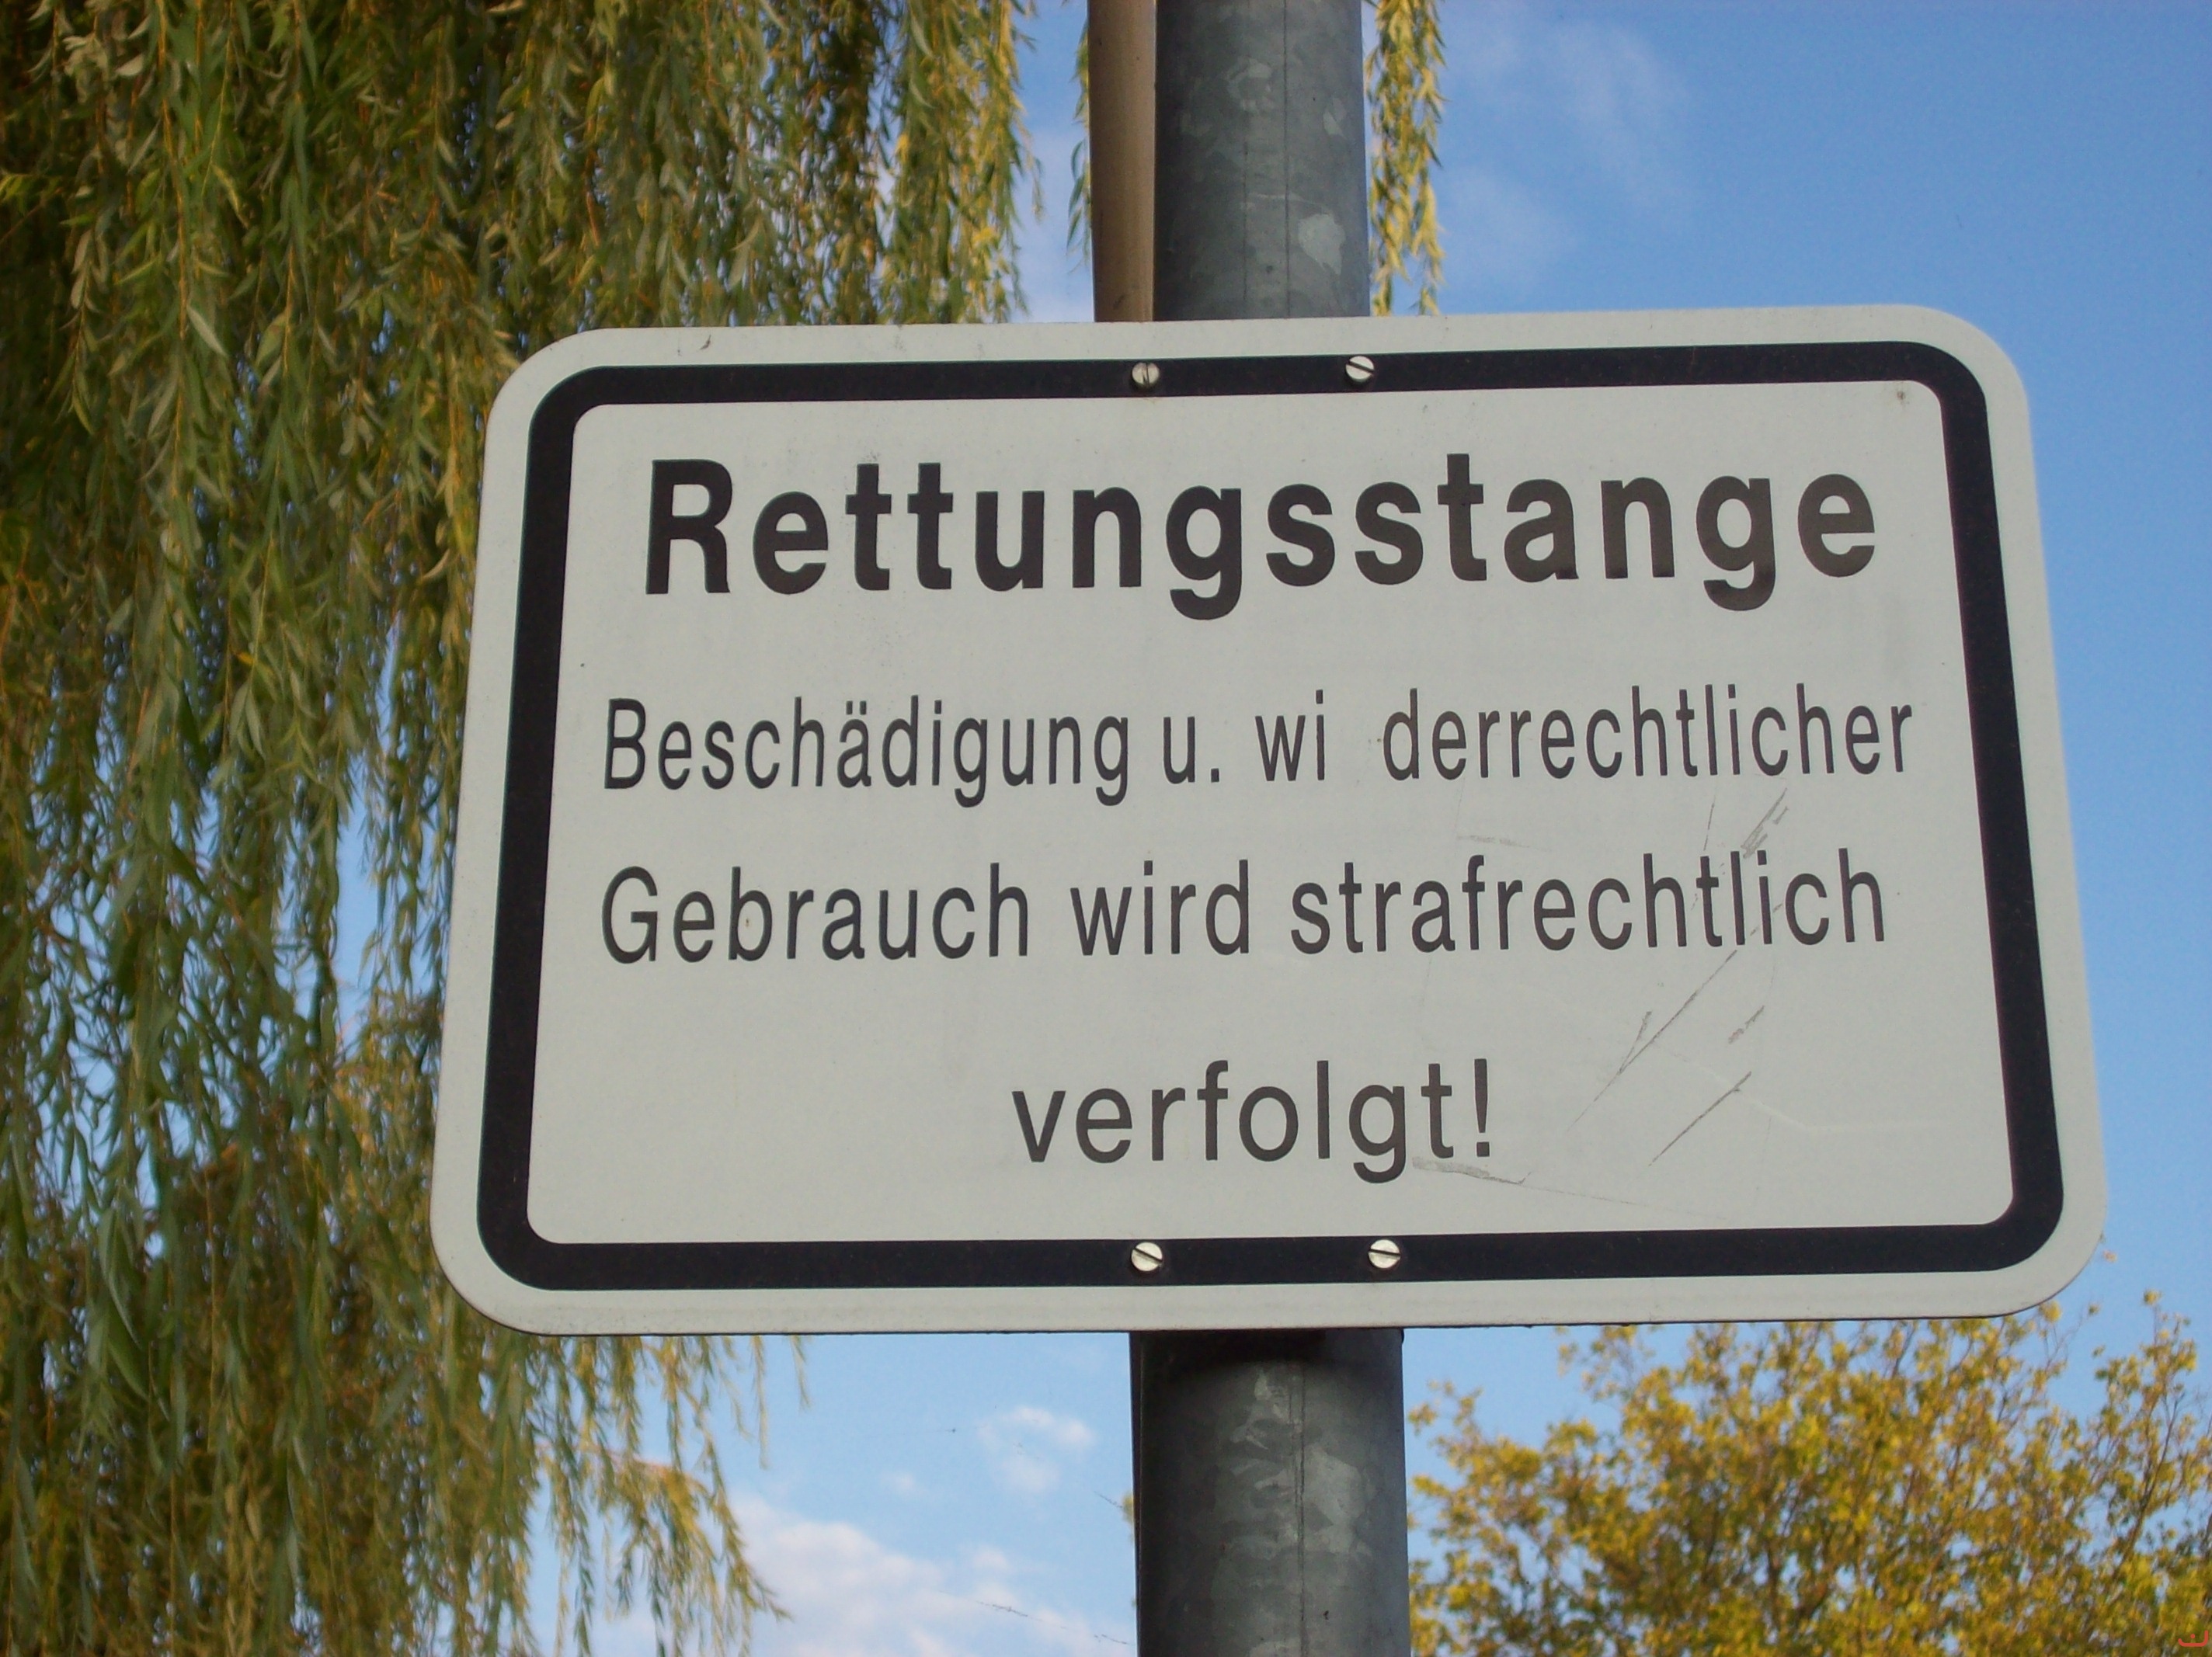 Rettungsstange
Beschädigung u. wi derrechtlicher
Gebrauch wird strafrechtlich
verfolgt!